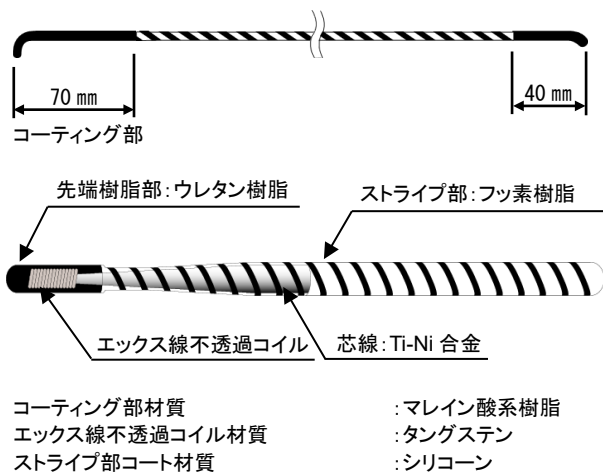 70 ㎜
40 ㎜
コーティング部
先端樹脂部：ウレタン樹脂
ストライプ部：フッ素樹脂
エックス線不透過コイル
芯線：Ti-Ni 合金
コーティング部材質 ：マレイン酸系樹脂
エックス線不透過コイル材質 ：タングステン
ストライプ部コート材質 ：シリコーン